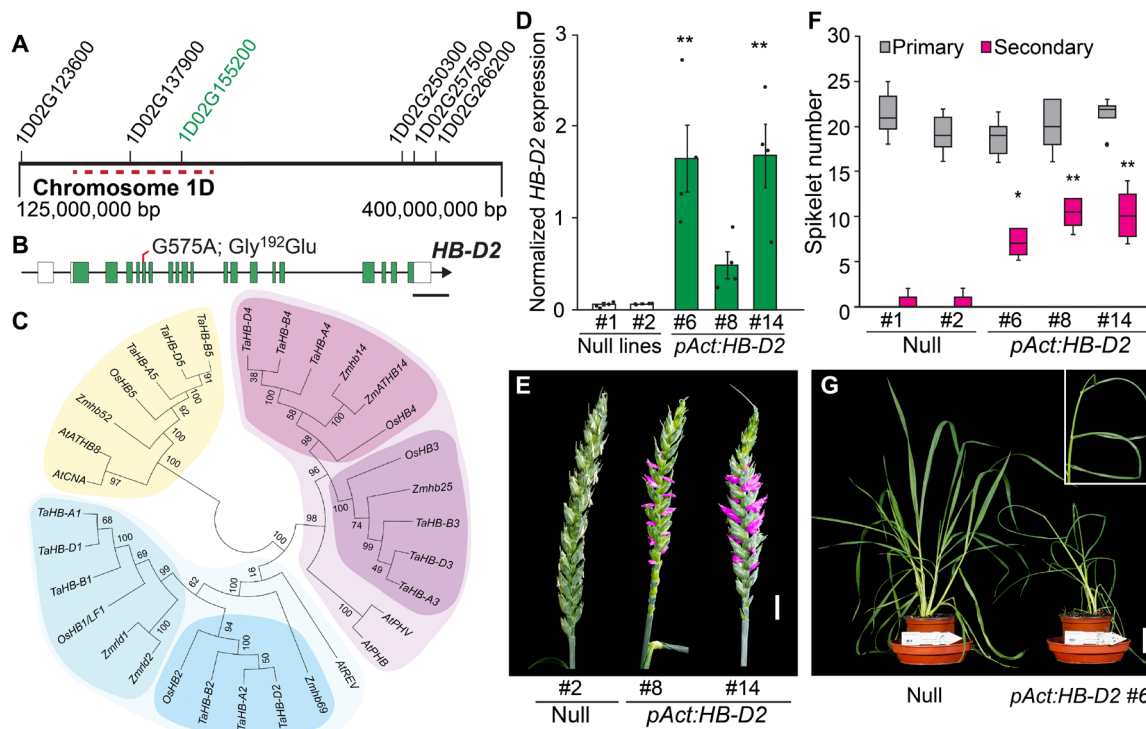 A
1D02G123600
1D02G137900
1D02G155200
1D02G250300
1D02G257500
1D02G266200
Chromosome 1D
125,000,000 bp
400,000,000 bp
B
G575A; Gly192Glu
HB-D2
C
TaHB-B5
TaHB-D5
TaHB-A5
OsHB5
Zmhb52
AtATHB8
AtCNA
91
100
92
100
100
97
TaHB-D4
TaHB-B4
TaHB-A4
Zmhb14
ZmATHB14
OsHB4
38
100
58
100
98
96
OsHB3
Zmhb25
TaHB-B3
TaHB-D3
TaHB-A3
100
74
99
49
98
AtPHV
AtPHB
100
100
TaHB-A1
TaHB-D1
TaHB-B1
OsHB1/LF1
Zmrld1
Zmrld2
68
100
69
99
62
100
91
OsHB2
TaHB-B2
TaHB-A2
TaHB-D2
Zmhb69
AtREV
94
100
50
D
Normalized HB-D2 expression
3
2
1
0
**
**
#1 #2 #6 #8 #14
Null lines pAct:HB-D2
E
#2 #8 #14
Null pAct:HB-D2
F
Spikelet number
30
25
20
15
10
5
0
Primary Secondary
*
**
**
#1 #2 #6 #8 #14
Null pAct:HB-D2
G
Null pAct:HB-D2 #6